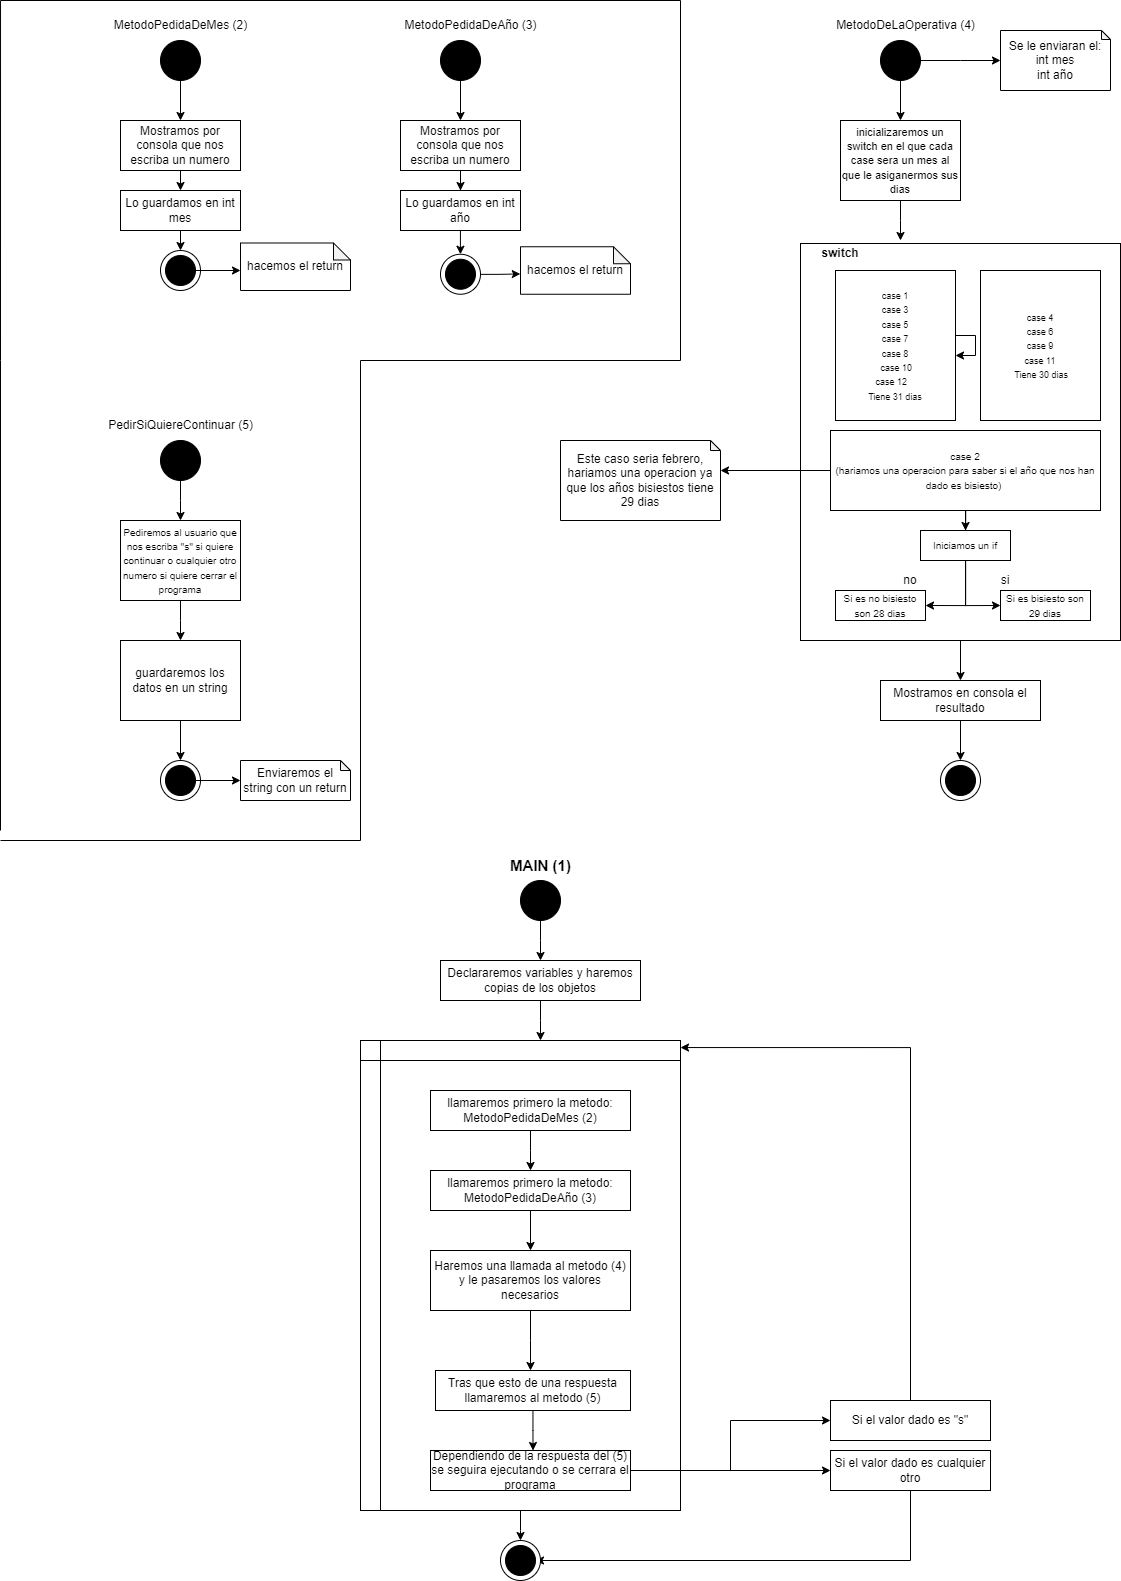 MetodoPedidaDeMes (2)
Mostramos por
consola que nos
escriba un numero
Lo guardamos en int
mes
hacemos el return
MetodoPedidaDeAño (3)
Mostramos por
consola que nos
escriba un numero
Lo guardamos en int
año
hacemos el return
MetodoDeLaOperativa (4)
Se le enviaran el:
int mes
int año
inicializaremos un
switch en el que cada
case sera un mes al
que le asiganermos sus
dias
switch
case 1
case 3
case 5
case 7
case 8
case 10
case 12
Tiene 31 dias
case 4
case 6
case 9
case 11
Tiene 30 dias
case 2
(hariamos una operacion para saber si el año que nos han
dado es bisiesto)
Este caso seria febrero,
hariamos una operacion ya
que los años bisiestos tiene
29 dias
Iniciamos un if
no
si
Si es no bisiesto
son 28 dias
Si es bisiesto son
29 dias
Mostramos en consola el
resultado
PedirSiQuiereContinuar (5)
Pediremos al usuario que
nos escriba "s" si quiere
continuar o cualquier otro
numero si quiere cerrar el
programa
guardaremos los
datos en un string
Enviaremos el
string con un return
MAIN (1)
Declararemos variables y haremos
copias de los objetos
llamaremos primero la metodo:
MetodoPedidaDeMes (2)
llamaremos primero la metodo:
MetodoPedidaDeAño (3)
Haremos una llamada al metodo (4)
y le pasaremos los valores
necesarios
Tras que esto de una respuesta
llamaremos al metodo (5)
Dependiendo de la respuesta del (5)
se seguira ejecutando o se cerrara el
programa
Si el valor dado es "s"
Si el valor dado es cualquier
otro